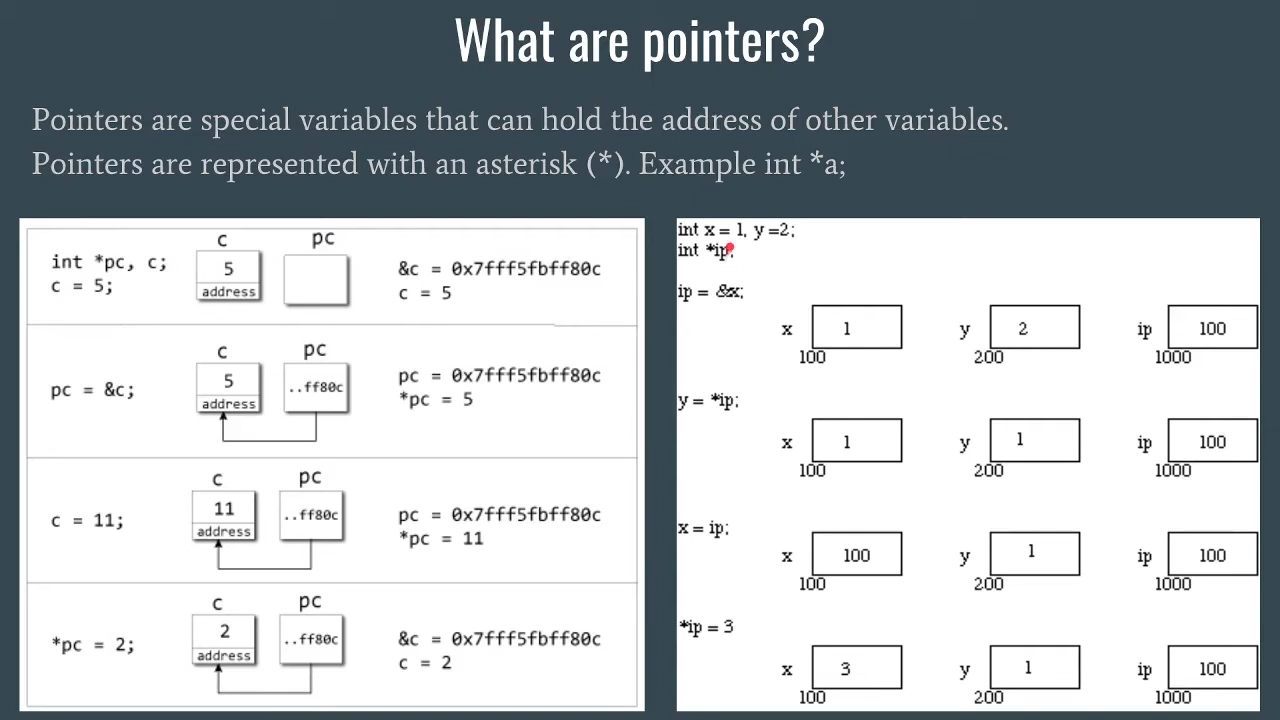 What are pointers?
Pointers are special variables that can hold the address of other variables.
Pointers are represented with an asterisk (*). Example int *a;
c pc
int *pc, c;
c = 5;
5
address
&c = 0x7fff5fbff80c
c = 5
c pc
pc = &c;
5 ..ff80c
address
pc = 0x7fff5fbff80c
*pc = 5
c pc
c = 11;
11 ..ff80c
address
pc = 0x7fff5fbff80c
*pc = 11
c pc
*pc = 2;
2 ..ff80c
address
&c = 0x7fff5fbff80c
c = 2
int x = 1, y =2;
int *ip;
ip = &x;
x 1 y 2 ip 100
100 200 1000
y = *ip;
x 1 y 1 ip 100
100 200 1000
x = ip;
x 100 y 1 ip 100
100 200 1000
*ip = 3
x 3 y 1 ip 100
100 200 1000